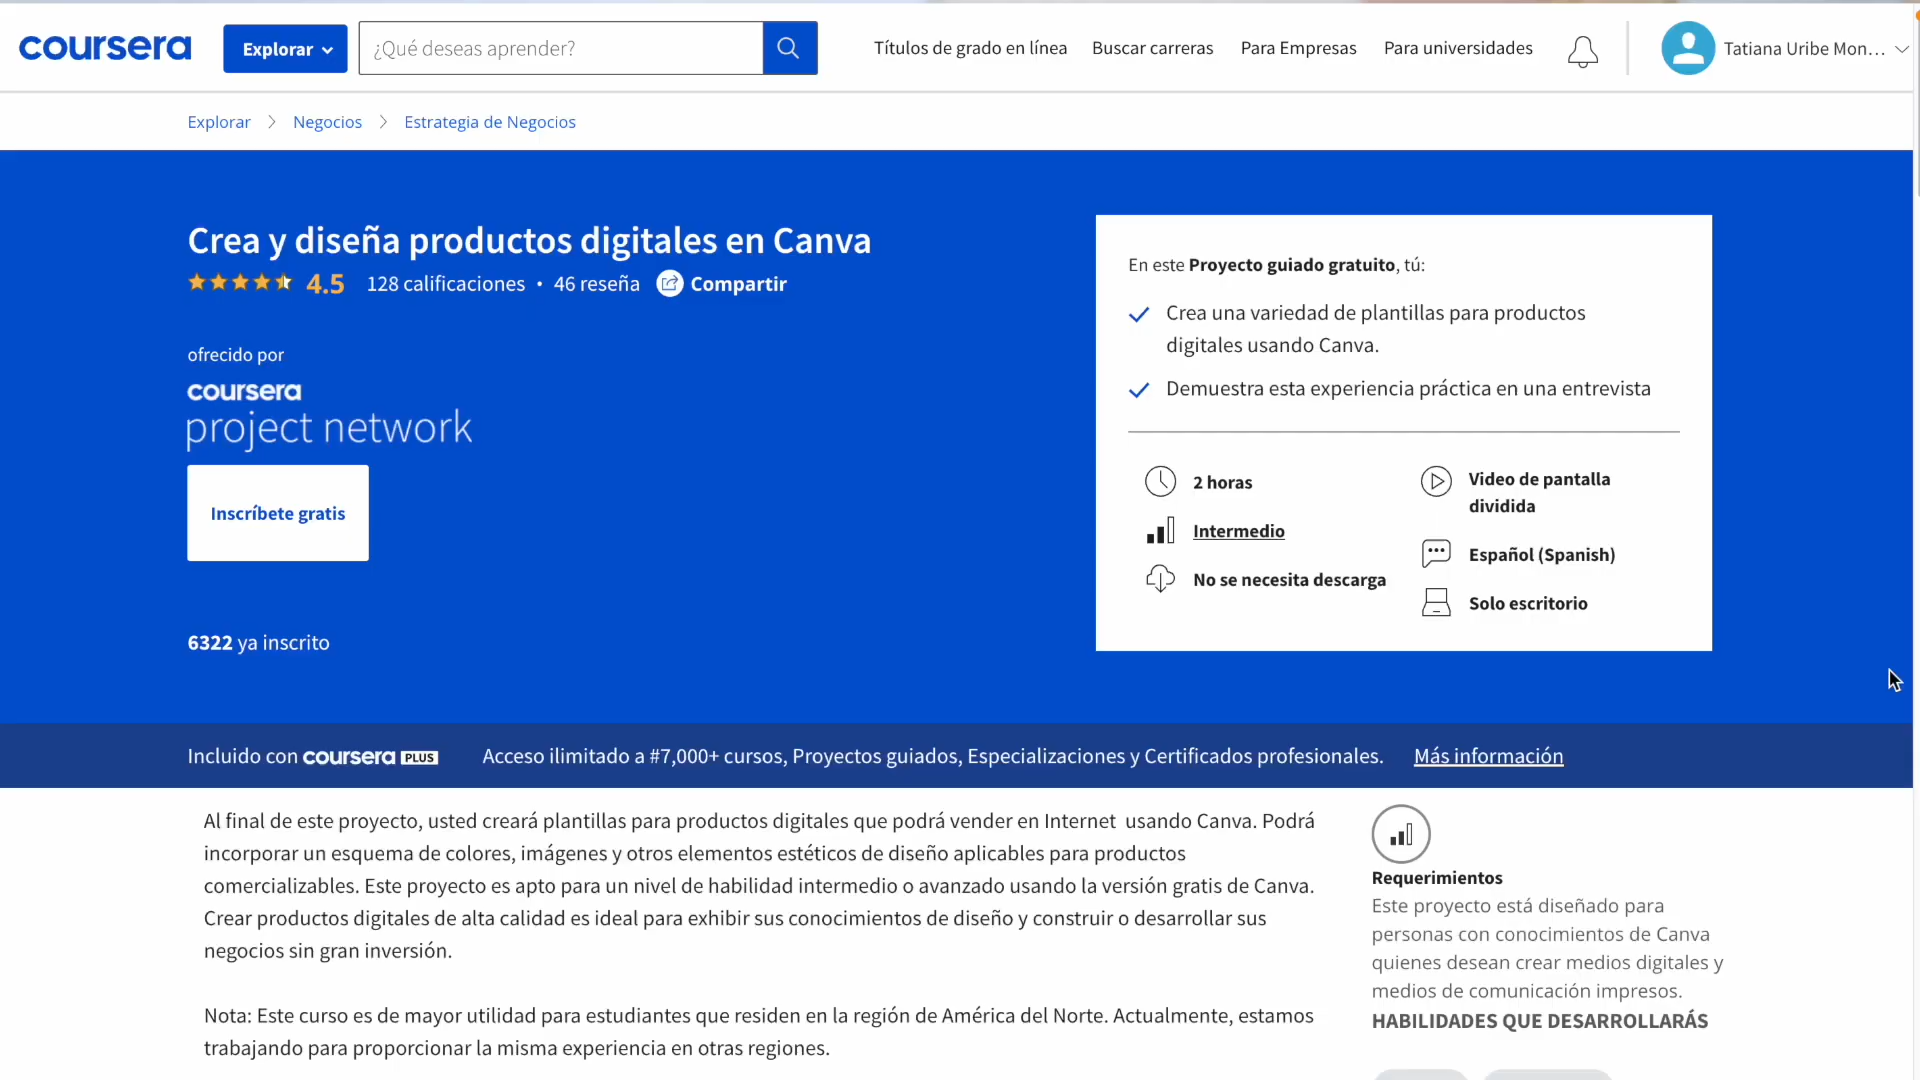 coursera
Explorar
¿Qué deseas aprender?
Títulos de grado en línea
Buscar carreras
Para Empresas
Para universidades
Tatiana Uribe Mon...
Explorar
Negocios
Estrategia de Negocios
Crea y diseña productos digitales en Canva
4.5 128 calificaciones • 46 reseña Compartir
ofrecido por
coursera
project network
Inscríbete gratis
6322 ya inscrito
En este Proyecto guiado gratuito, tú:
Crea una variedad de plantillas para productos
digitales usando Canva.
Demuestra esta experiencia práctica en una entrevista
2 horas
Intermedio
No se necesita descarga
Video de pantalla
dividida
Español (Spanish)
Solo escritorio
Incluido con coursera PLUS
Acceso ilimitado a #7,000+ cursos, Proyectos guiados, Especializaciones y Certificados profesionales.
Más información
Al final de este proyecto, usted creará plantillas para productos digitales que podrá vender en Internet usando Canva. Podrá
incorporar un esquema de colores, imágenes y otros elementos estéticos de diseño aplicables para productos
comercializables. Este proyecto es apto para un nivel de habilidad intermedio o avanzado usando la versión gratis de Canva.
Crear productos digitales de alta calidad es ideal para exhibir sus conocimientos de diseño y construir o desarrollar sus
negocios sin gran inversión.
Nota: Este curso es de mayor utilidad para estudiantes que residen en la región de América del Norte. Actualmente, estamos
trabajando para proporcionar la misma experiencia en otras regiones.
Requerimientos
Este proyecto está diseñado para
personas con conocimientos de Canva
quienes desean crear medios digitales y
medios de comunicación impresos.
HABILIDADES QUE DESARROLLARÁS